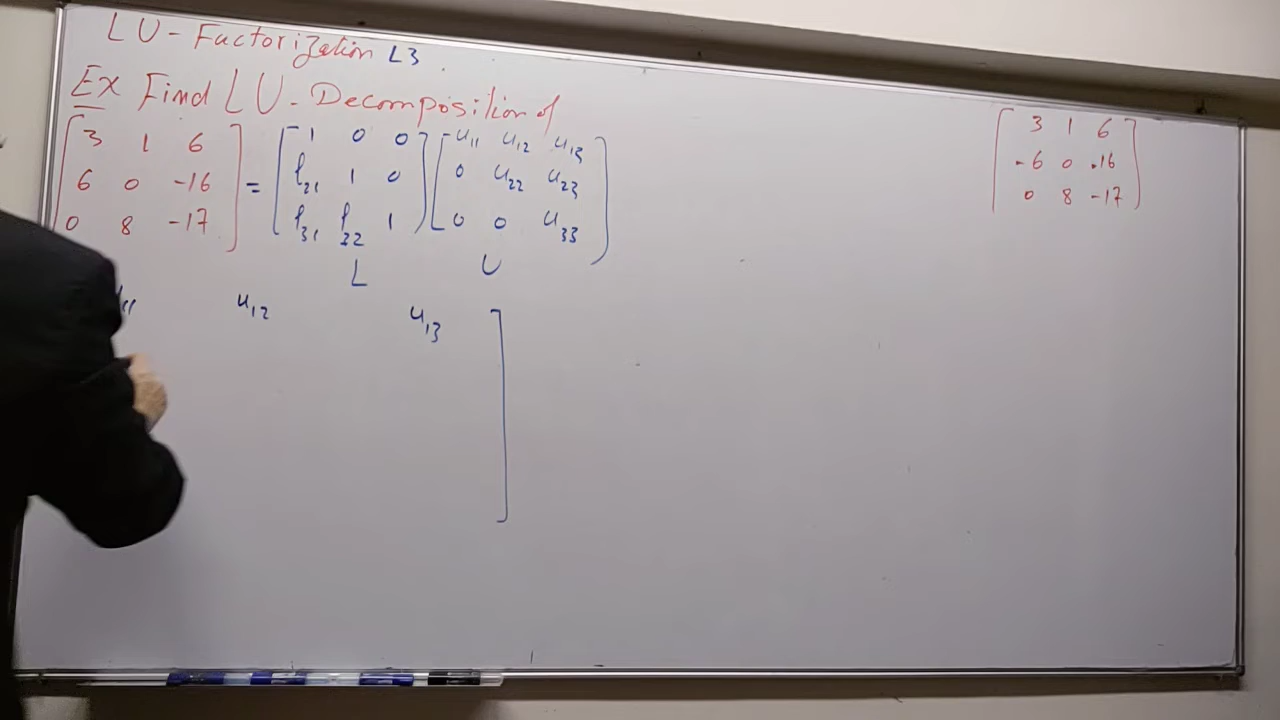 LU-Factorization L3
Ex Find LU-Decomposition of
3 1 6 = 1 0 0 u11 u12 u13
6 0 -16 l21 1 0 0 u22 u23
0 8 -17 l31 l32 1 0 0 u33
L U
u12 u13
3 1 6
-6 0 -16
0 8 -17